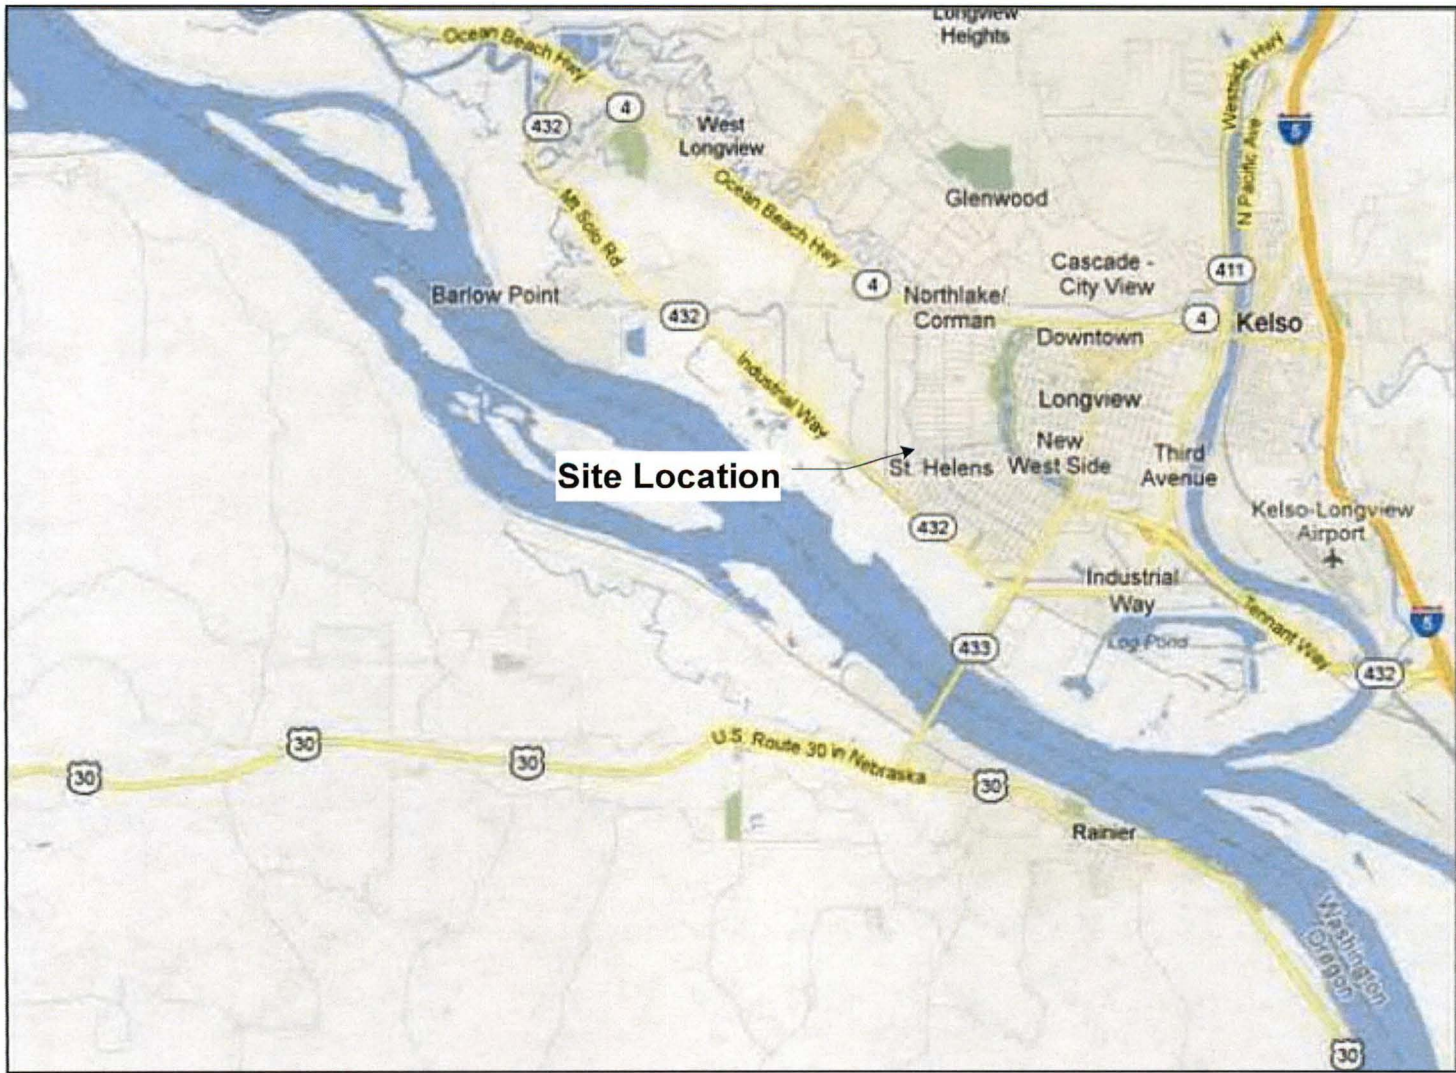 Longview
Heights
Ocean Beach Hwy
Westside Hwy
4
5
432
West
Longview
N Pacific Ave
Ocean Beach Hwy
Glenwood
Mt Solo Rd
Cascade -
City View
411
4
Barlow Point
Northlake/
Corman
432
4
Kelso
Downtown
Industrial Way
Longview
New
West Side
Third
Avenue
Site Location
St. Helens
Kelso-Longview
Airport
432
Industrial
Way
Tennant Way
5
Log Pond
433
432
30
30
30
U.S. Route 30 in Nebraska
30
Rainier
Washington
Oregon
30